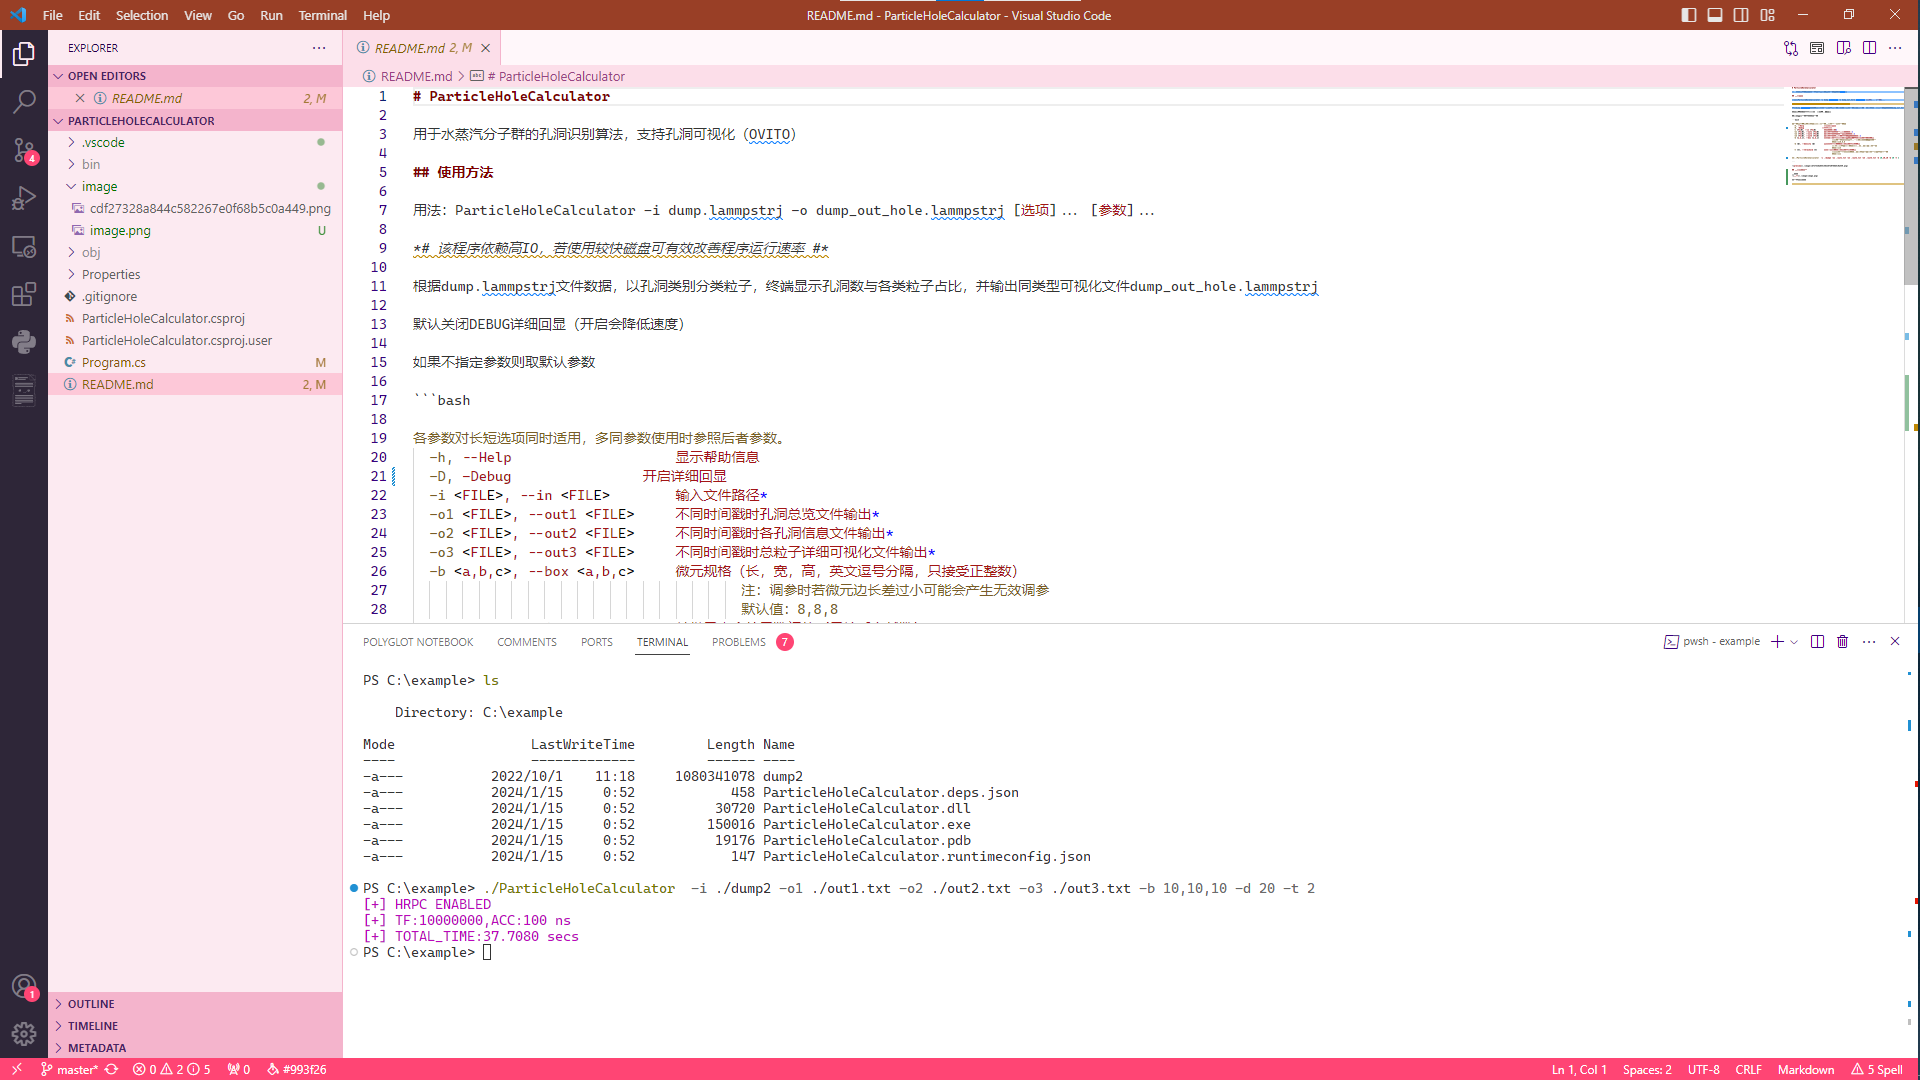 File Edit Selection View Go Run Terminal Help
README.md - ParticleHoleCalculator - Visual Studio Code
EXPLORER
OPEN EDITORS
README.md 2, M
PARTICLEHOLECALCULATOR
.vscode
bin
image
cdf27328a844c582267e0f68b5c0a449.png
image.png U
obj
Properties
.gitignore
ParticleHoleCalculator.csproj
ParticleHoleCalculator.csproj.user
Program.cs M
README.md 2, M
OUTLINE
TIMELINE
METADATA
4
1
README.md 2, M
README.md > # ParticleHoleCalculator
1 # ParticleHoleCalculator
2
3 用于水蒸汽分子群的孔洞识别算法，支持孔洞可视化（OVITO）
4
5 ## 使用方法
6
7 用法：ParticleHoleCalculator -i dump.lammpstrj -o dump_out_hole.lammpstrj [选项]... [参数]...
8
9 *# 该程序依赖高IO，若使用较快磁盘可有效改善程序运行速率 #*
10
11 根据dump.lammpstrj文件数据，以孔洞类别分类粒子，终端显示孔洞数与各类粒子占比，并输出同类型可视化文件dump_out_hole.lammpstrj
12
13 默认关闭DEBUG详细回显（开启会降低速度）
14
15 如果不指定参数则取默认参数
16
17 ```bash
18
19 各参数对长短选项同时适用，多同参数使用时参照后者参数。
20 -h, --Help 显示帮助信息
21 -D, -Debug 开启详细回显
22 -i <FILE>, --in <FILE> 输入文件路径*
23 -o1 <FILE>, --out1 <FILE> 不同时间戳时孔洞总览文件输出*
24 -o2 <FILE>, --out2 <FILE> 不同时间戳时各孔洞信息文件输出*
25 -o3 <FILE>, --out3 <FILE> 不同时间戳时总粒子详细可视化文件输出*
26 -b <a,b,c>, --box <a,b,c> 微元规格（长，宽，高，英文逗号分隔，只接受正整数）
27 注：调参时若微元边长差过小可能会产生无效调参
28 默认值：8,8,8
POLYGLOT NOTEBOOK COMMENTS PORTS TERMINAL PROBLEMS 7
pwsh - example
PS C:\example> ls
Directory: C:\example
Mode LastWriteTime Length Name
---- ------------- ------ ----
-a--- 2022/10/1 11:18 1080341078 dump2
-a--- 2024/1/15 0:52 458 ParticleHoleCalculator.deps.json
-a--- 2024/1/15 0:52 30720 ParticleHoleCalculator.dll
-a--- 2024/1/15 0:52 150016 ParticleHoleCalculator.exe
-a--- 2024/1/15 0:52 19176 ParticleHoleCalculator.pdb
-a--- 2024/1/15 0:52 147 ParticleHoleCalculator.runtimeconfig.json
PS C:\example> ./ParticleHoleCalculator -i ./dump2 -o1 ./out1.txt -o2 ./out2.txt -o3 ./out3.txt -b 10,10,10 -d 20 -t 2
[+] HRPC ENABLED
[+] TF:10000000,ACC:100 ns
[+] TOTAL_TIME:37.7080 secs
PS C:\example>
master* 0 2 5 0 #993f26
Ln 1, Col 1 Spaces: 2 UTF-8 CRLF Markdown 5 Spell